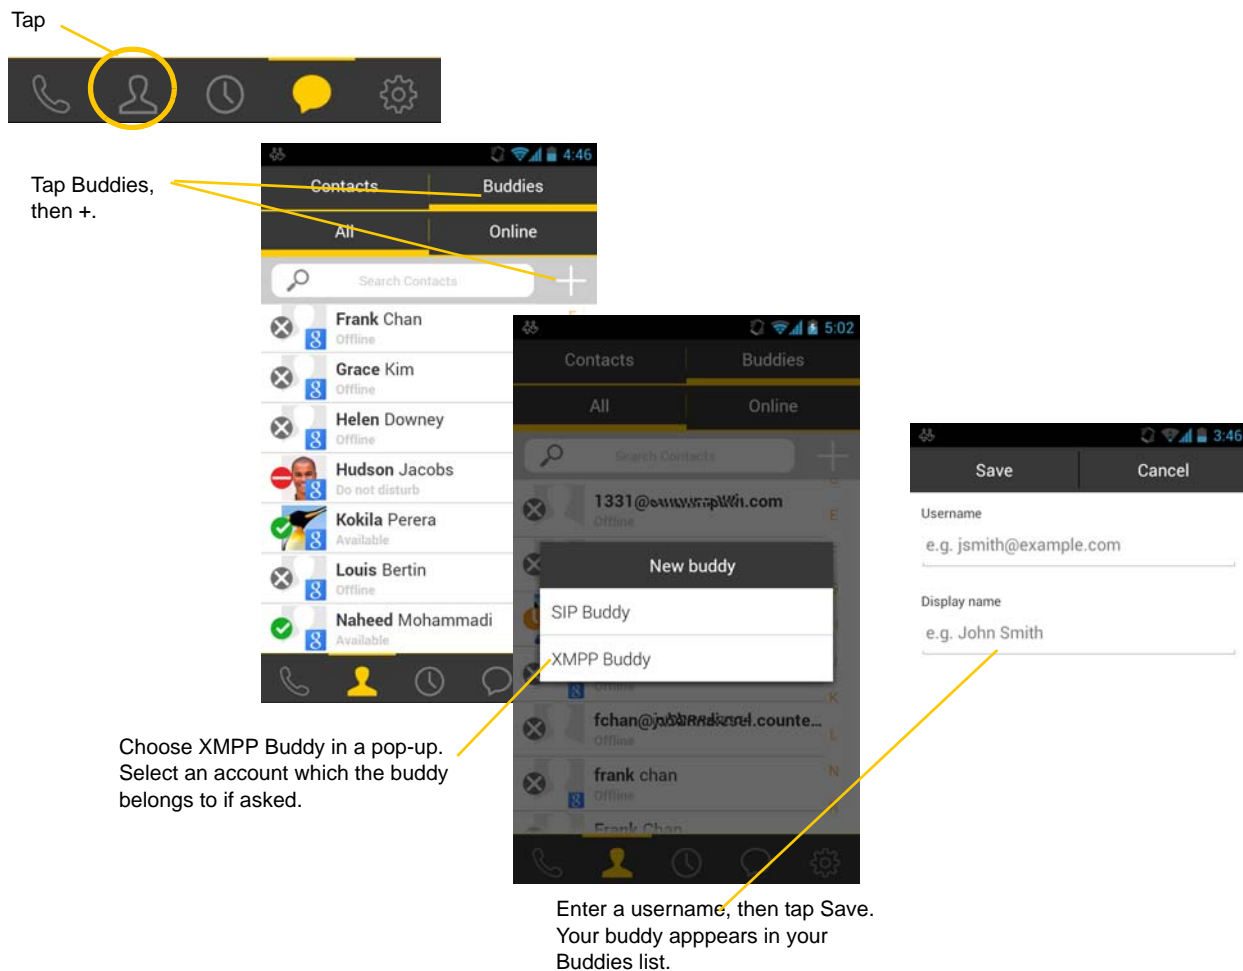 Tap
Tap Buddies,
then +.
4:46
Contacts Buddies
All Online
Search Contacts
Frank Chan
Offline
Grace Kim
Offline
Helen Downey
Offline
Hudson Jacobs
Do not disturb
Kokila Perera
Available
Louis Bertin
Offline
Naheed Mohammadi
Available
5:02
Contacts Buddies
All Online
Search Contacts
Offline
E
New buddy
SIP Buddy
XMPP Buddy
Offline
K
Offline
L
frank chan
N
Offline
Frank Chan
3:46
Save Cancel
Username
e.g. jsmith@example.com
Display name
e.g. John Smith
Choose XMPP Buddy in a pop-up.
Select an account which the buddy
belongs to if asked.
Enter a username, then tap Save.
Your buddy apppears in your
Buddies list.